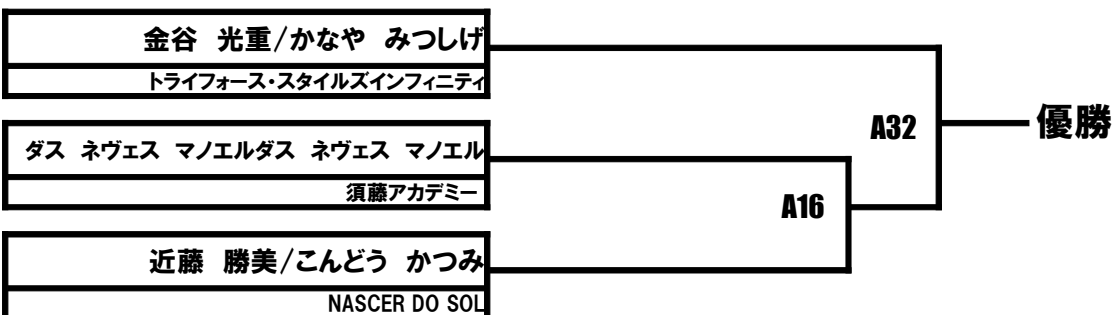 金谷 光重/かなや みつしげ
トライフォース・スタイルズインフィニティ
A32
優勝
ダス ネヴェス マノエルダス ネヴェス マノエル
須藤アカデミー
A16
近藤 勝美/こんどう かつみ
NASCER DO SOL